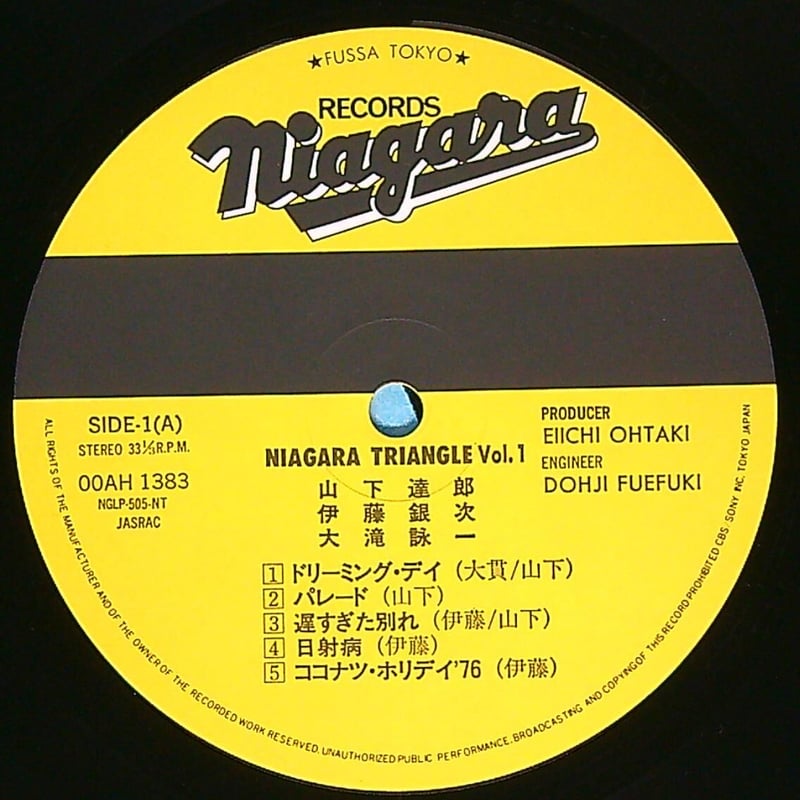 ★FUSSA TOKYO★
RECORDS
Niagara
SIDE-1(A)
STEREO 33⅓R.P.M.
00AH 1383
NGLP-505-NT
JASRAC
PRODUCER
EIICHI OHTAKI
ENGINEER
DOHJI FUEFUKI
NIAGARA TRIANGLE Vol.1
山下達郎
伊藤銀次
大滝詠一
1 ドリーミング・デイ (大貫/山下)
2 パレード (山下)
3 遅すぎた別れ (伊藤/山下)
4 日射病 (伊藤)
5 ココナツ・ホリデイ'76 (伊藤)
ALL RIGHTS OF THE MANUFACTURER AND OF THE OWNER OF THE RECORDED WORK RESERVED. UNAUTHORIZED PUBLIC PERFORMANCE, BROADCASTING AND COPYING OF THIS RECORD PROHIBITED CBS/SONY INC. TOKYO JAPAN